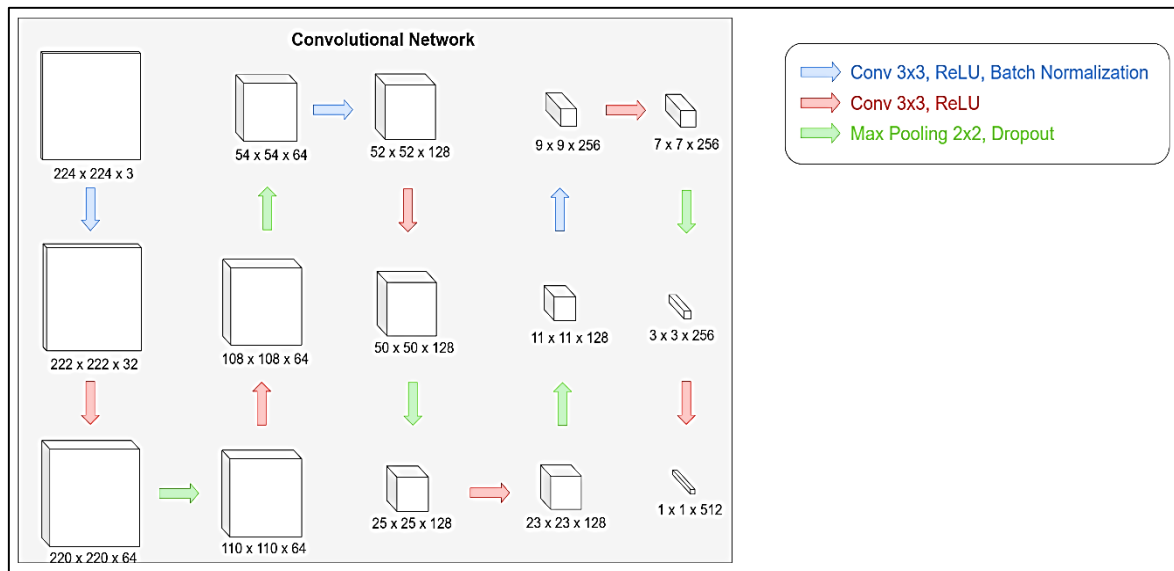 Convolutional Network
224 x 224 x 3
222 x 222 x 32
220 x 220 x 64
110 x 110 x 64
108 x 108 x 64
54 x 54 x 64
52 x 52 x 128
50 x 50 x 128
25 x 25 x 128
23 x 23 x 128
11 x 11 x 128
9 x 9 x 256
7 x 7 x 256
3 x 3 x 256
1 x 1 x 512
Conv 3x3, ReLU, Batch Normalization
Conv 3x3, ReLU
Max Pooling 2x2, Dropout